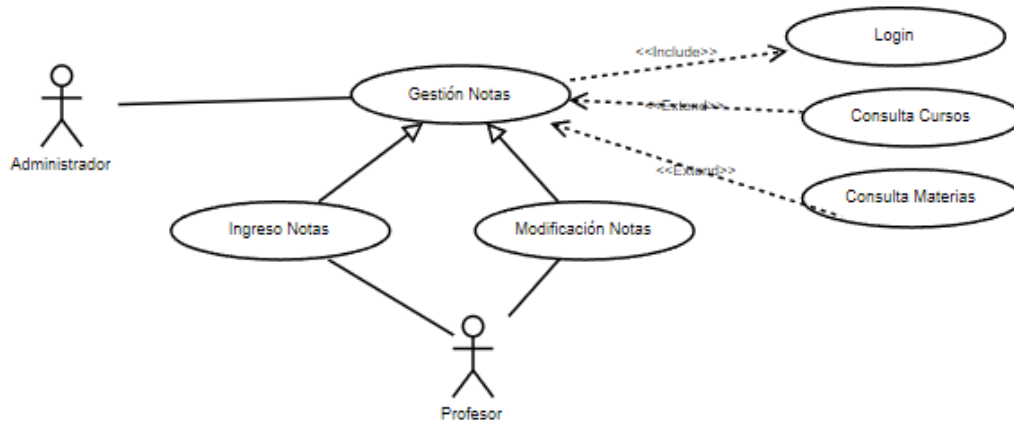 Login
<<Include>>
Gestión Notas
<<Extend>>
Consulta Cursos
Administrador
<<Extend>>
Consulta Materias
Ingreso Notas
Modificación Notas
Profesor